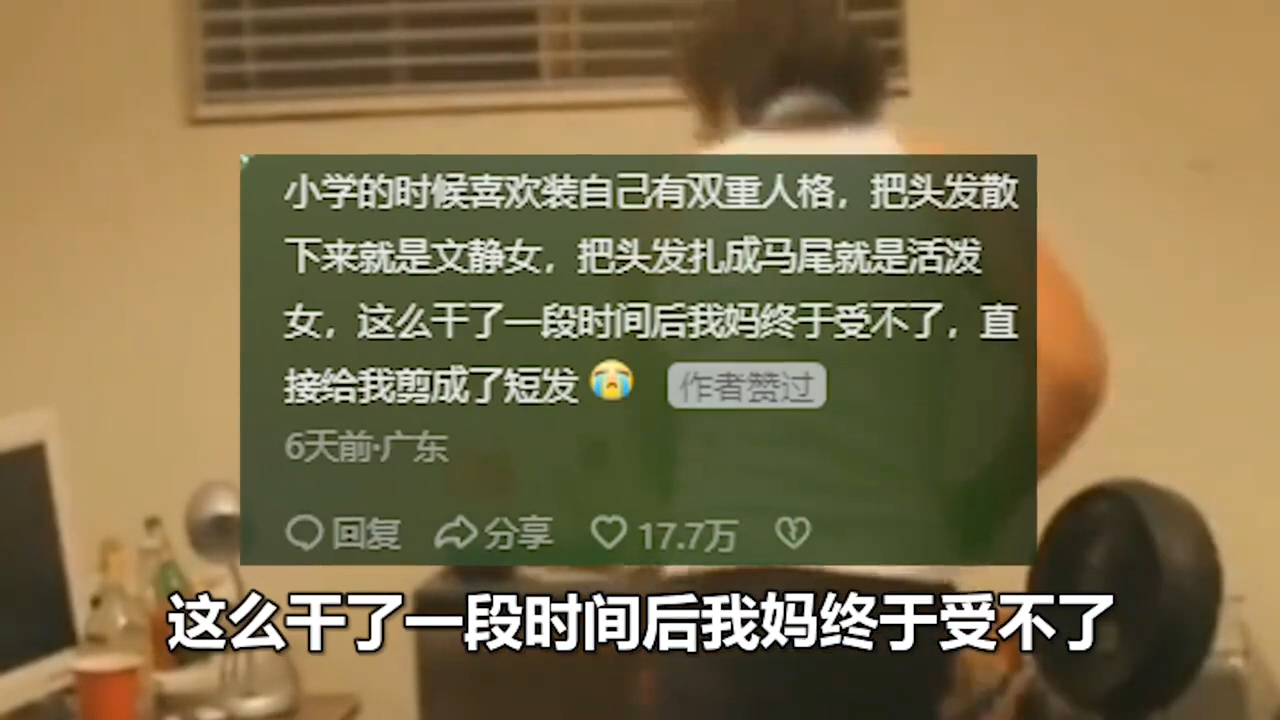 小学的时候喜欢装自己有双重人格，把头发散
下来就是文静女，把头发扎成马尾就是活泼
女，这么干了一段时间后我妈终于受不了，直
接给我剪成了短发😭 作者赞过
6天前·广东
回复 分享 17.7万
这么干了一段时间后我妈终于受不了